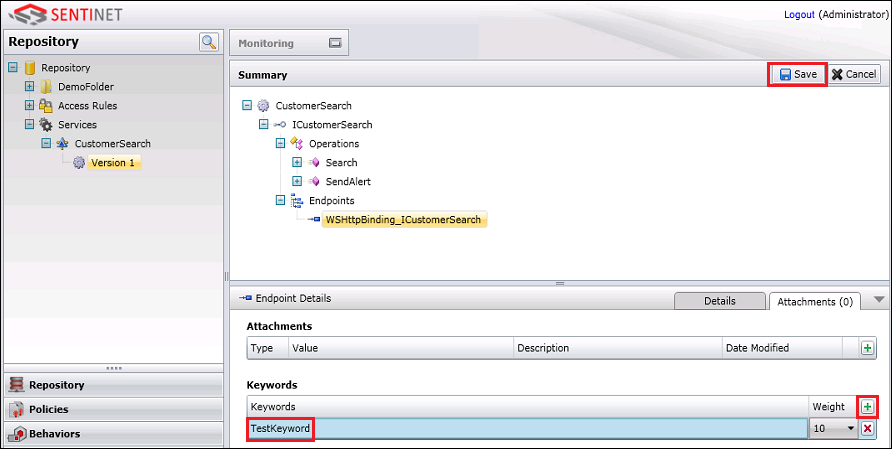 SENTINET
Logout (Administrator)
Repository
Monitoring
Summary
Save
Cancel
Repository
DemoFolder
Access Rules
Services
CustomerSearch
Version 1
CustomerSearch
ICustomerSearch
Operations
Search
SendAlert
Endpoints
WSHttpBinding_ICustomerSearch
Endpoint Details
Details
Attachments (0)
Attachments
Type Value Description Date Modified
Repository
Policies
Behaviors
Keywords
Keywords Weight
TestKeyword 10